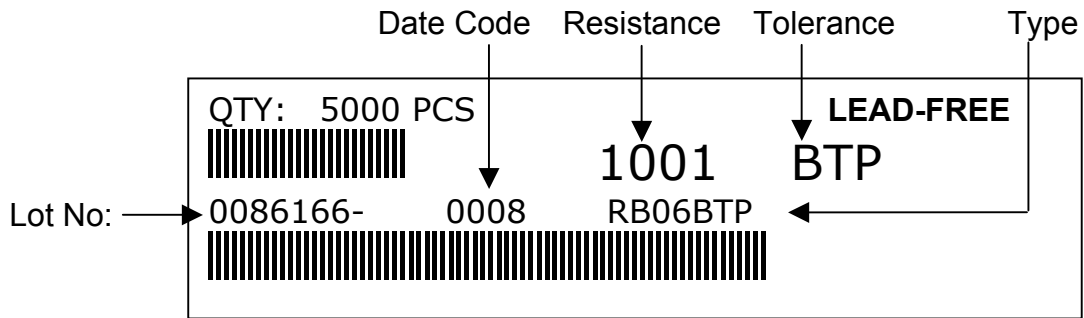 Date Code Resistance Tolerance Type
QTY: 5000 PCS LEAD-FREE
1001 BTP
Lot No: 0086166- 0008 RB06BTP